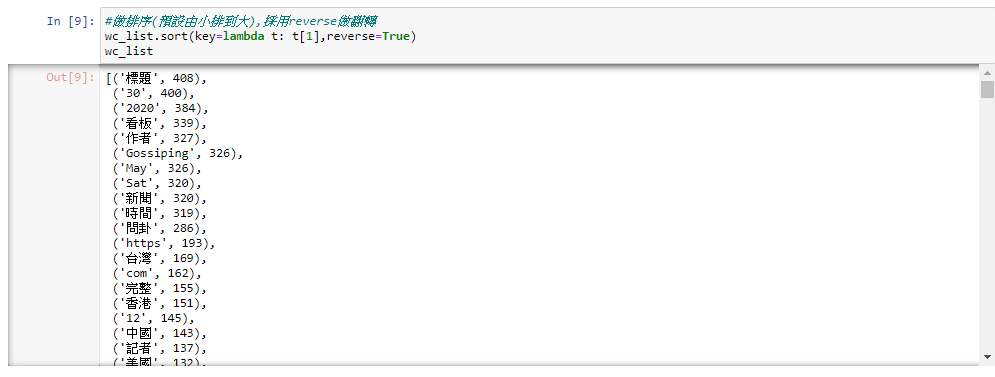 In [9]: #做排序(預設由小排到大),採用reverse做翻轉
wc_list.sort(key=lambda t: t[1],reverse=True)
wc_list
Out[9]: [('標題', 408),
('30', 400),
('2020', 384),
('看板', 339),
('作者', 327),
('Gossiping', 326),
('May', 326),
('Sat', 320),
('新聞', 320),
('時間', 319),
('問卦', 286),
('https', 193),
('台灣', 169),
('com', 162),
('完整', 155),
('香港', 151),
('12', 145),
('中國', 143),
('記者', 137),
('美國', 132),